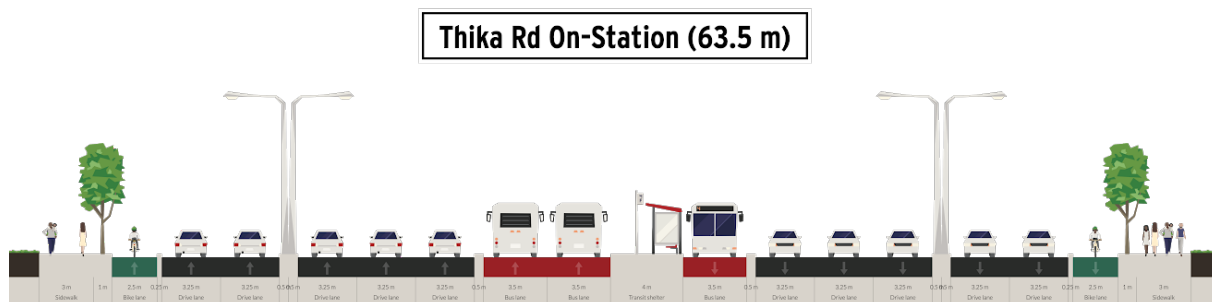 Thika Rd On-Station (63.5 m)
3 m 1 m 2.5 m 0.25 m 3.25 m 3.25 m 3.25 m 3.25 m 3.25 m 0.5 m 3.5 m 3.5 m 4 m 3.5 m 0.5 m 3.25 m 3.25 m 3.25 m 3.25 m 3.25 m 0.25 m 2.5 m 1 m 3 m
Sidewalk Bike lane Drive lane Drive lane Drive lane Drive lane Drive lane Bus lane Bus lane Transit shelter Bus lane Drive lane Drive lane Drive lane Drive lane Drive lane Bike lane Sidewalk